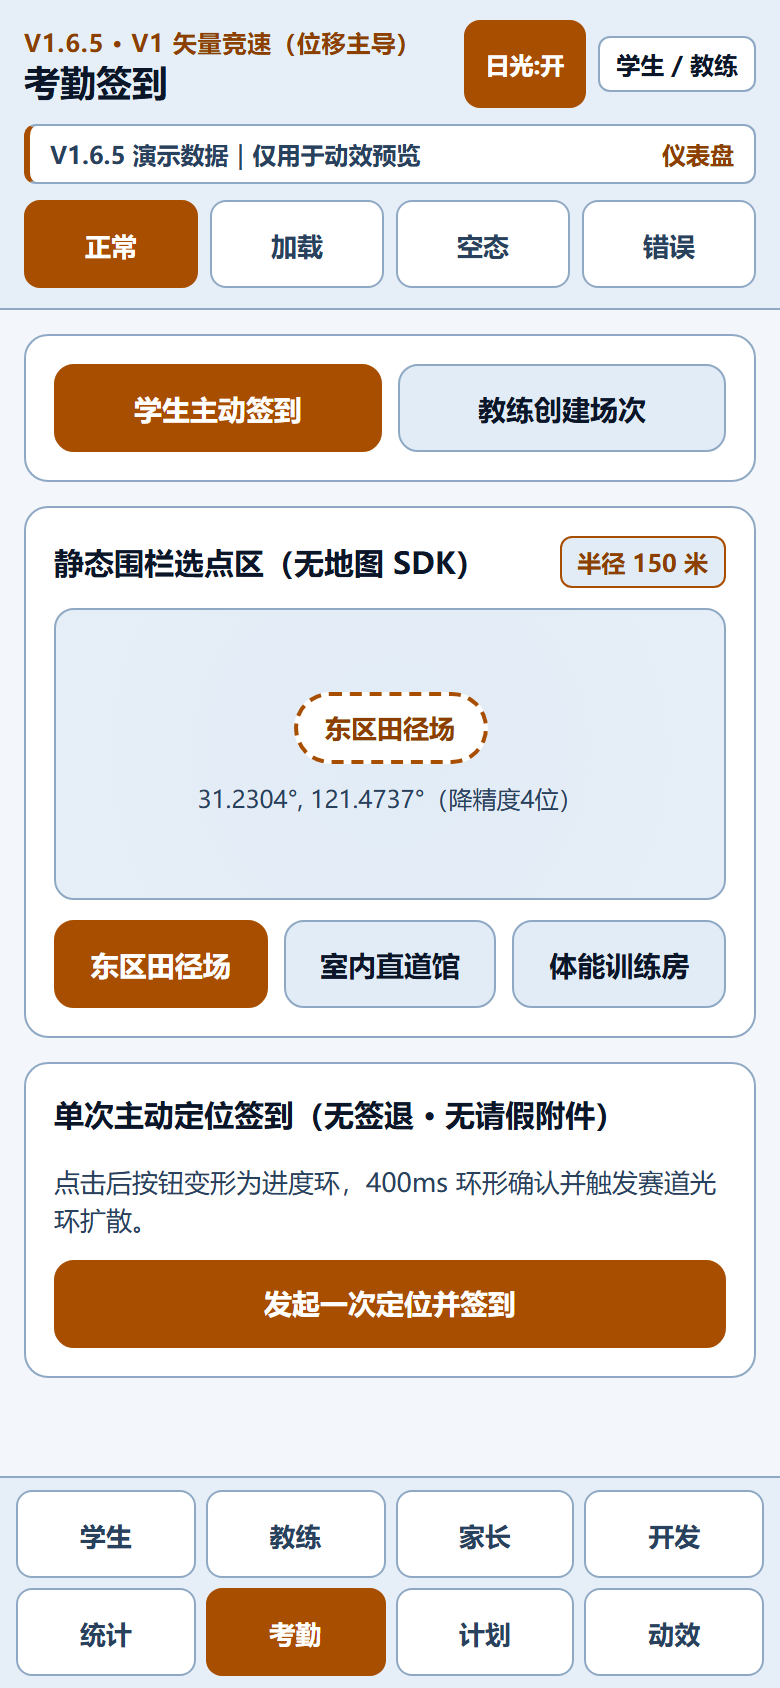 V1.6.5 • V1 矢量竞速（位移主导）
考勤签到
日光:开
学生 / 教练
V1.6.5 演示数据｜仅用于动效预览
仪表盘
正常
加载
空态
错误
学生主动签到
教练创建场次
静态围栏选点区（无地图 SDK）
半径 150 米
东区田径场
31.2304°, 121.4737°（降精度4位）
东区田径场
室内直道馆
体能训练房
单次主动定位签到（无签退 • 无请假附件）
点击后按钮变形为进度环，400ms 环形确认并触发赛道光
环扩散。
发起一次定位并签到
学生
教练
家长
开发
统计
考勤
计划
动效